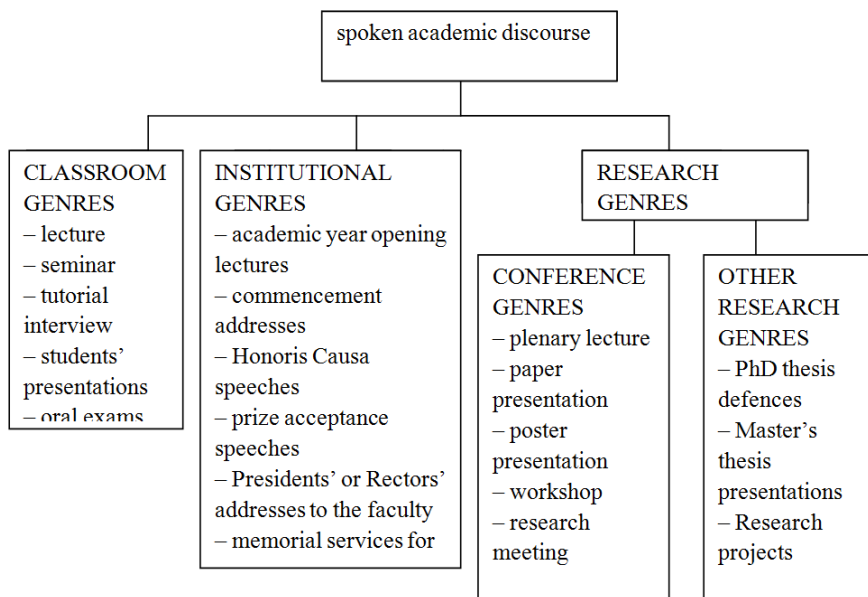 spoken academic discourse
CLASSROOM
GENRES
– lecture
– seminar
– tutorial
interview
– students’
presentations
– oral exams
INSTITUTIONAL
GENRES
– academic year opening
lectures
– commencement
addresses
– Honoris Causa
speeches
– prize acceptance
speeches
– Presidents’ or Rectors’
addresses to the faculty
– memorial services for
RESEARCH
GENRES
CONFERENCE
GENRES
– plenary lecture
– paper
presentation
– poster
presentation
– workshop
– research
meeting
OTHER
RESEARCH
GENRES
– PhD thesis
defences
– Master’s
thesis
presentations
– Research
projects